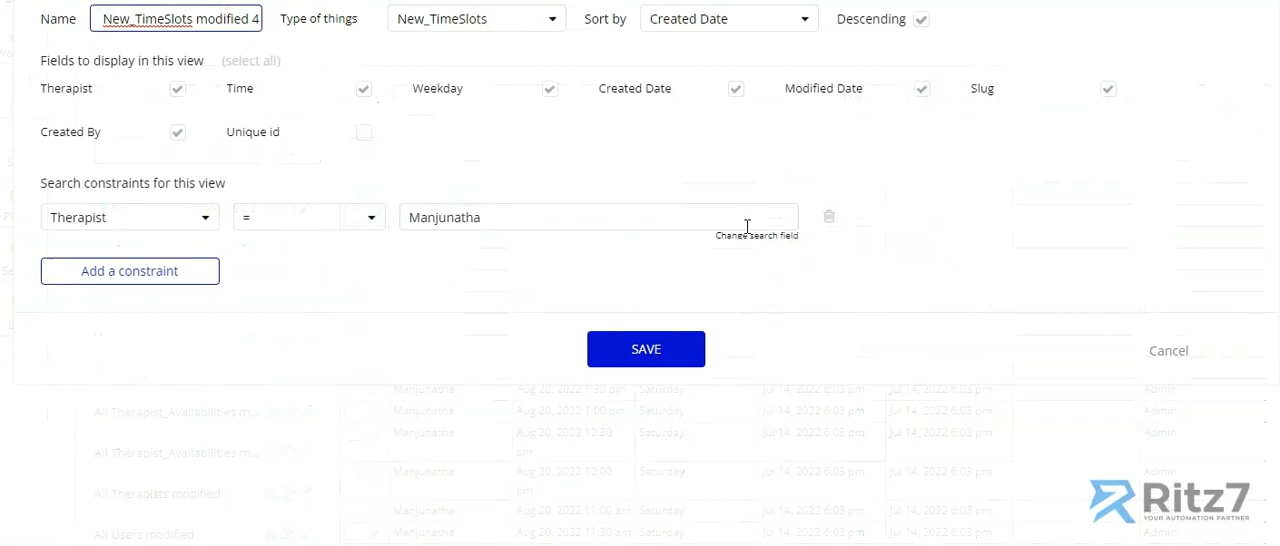 Name New_TimeSlots modified 4 Type of things New_TimeSlots Sort by Created Date Descending
Fields to display in this view (select all)
Therapist Time Weekday Created Date Modified Date Slug
Created By Unique id
Search constraints for this view
Therapist = Manjunatha
Change search field
Add a constraint
SAVE Cancel
Manjunatha Aug 20, 2022 1:30 pm Saturday Jul 14, 2022 6:03 pm Jul 14, 2022 6:03 pm Admin
All Therapist_Availabilities m... Manjunatha Aug 20, 2022 1:00 pm Saturday Jul 14, 2022 6:03 pm Jul 14, 2022 6:03 pm Admin
Manjunatha Aug 20, 2022 12:30 Saturday Jul 14, 2022 6:03 pm Jul 14, 2022 6:03 pm Admin
pm
All Therapist_Availabilities m...
Manjunatha Aug 20, 2022 12:00 Saturday Jul 14, 2022 6:03 pm Jul 14, 2022 6:03 pm Admin
pm
All Therapists modified
Manjunatha Aug 20, 2022 11:00 am Saturday Jul 14, 2022 6:03 pm Jul 14, 2022 6:03 pm Admin
All Users modified Manjunatha Aug 20, 2022 11:30 am Saturday Jul 14, 2022 6:03 pm Jul 14, 2022 6:03 pm Admin
Ritz7
YOUR AUTOMATION PARTNER